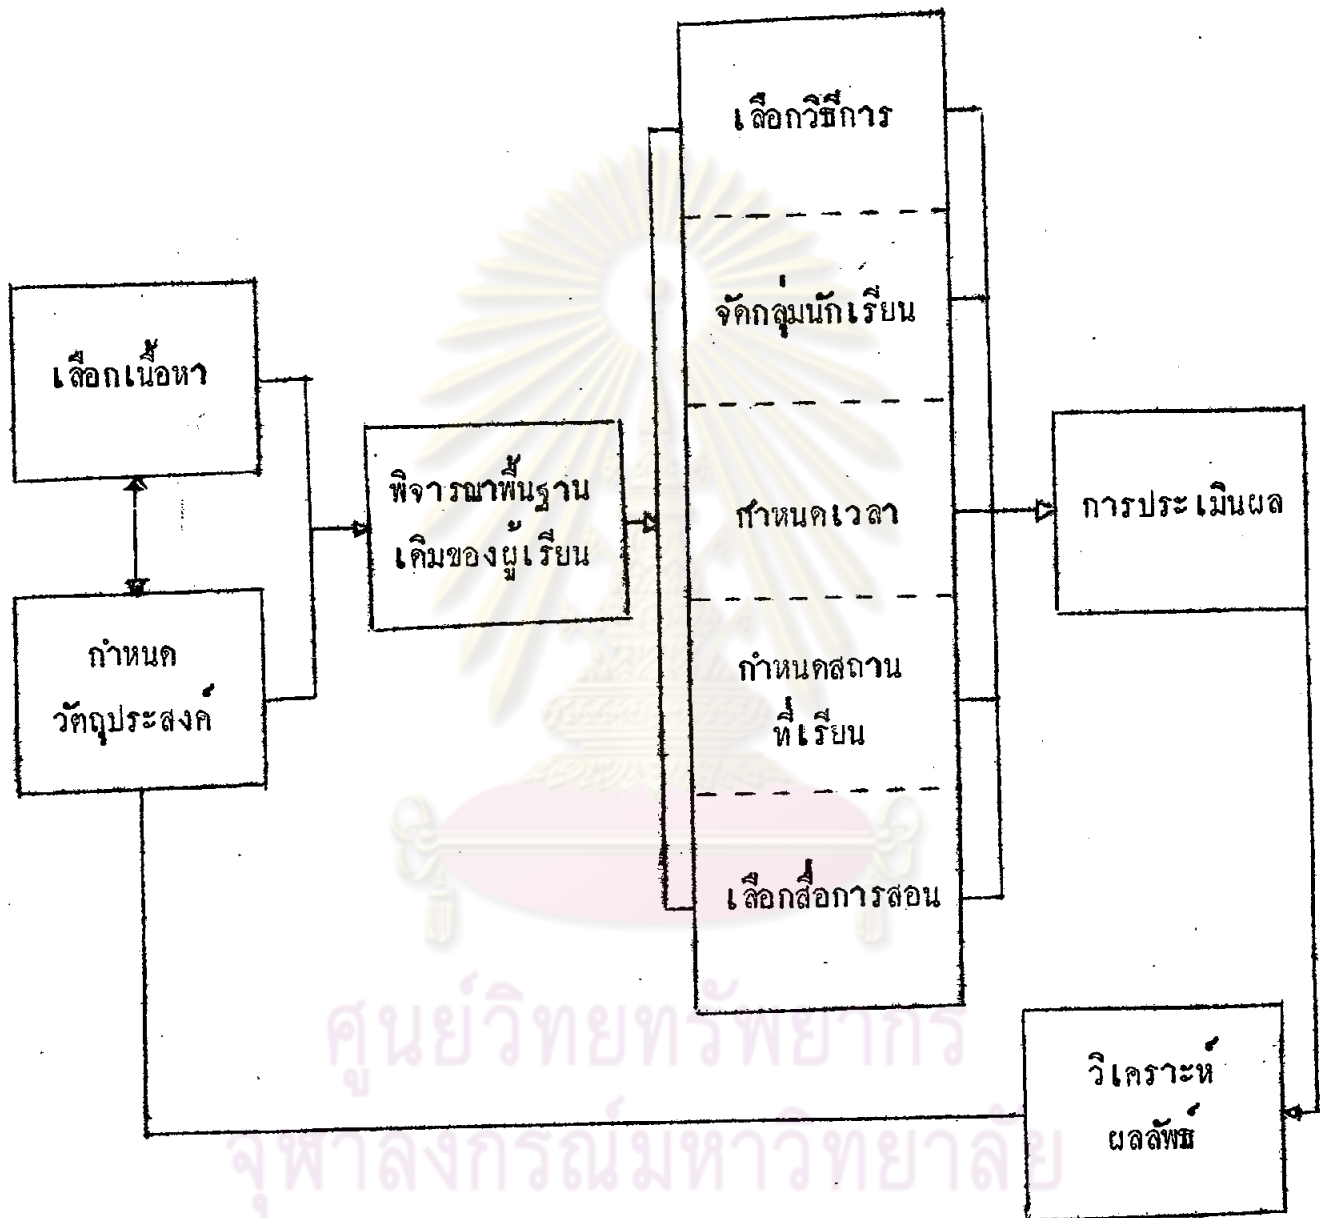 เลือกเนื้อหา
กำหนด
วัตถุประสงค์
พิจารณาพื้นฐาน
เดิมของผู้เรียน
เลือกวิธีการ
จัดกลุ่มนักเรียน
กำหนดเวลา
กำหนดสถาน
ที่เรียน
เลือกสื่อการสอน
การประเมินผล
วิเคราะห์
ผลลัพธ์
ศูนย์วิทยทรัพยากร
จุฬาลงกรณ์มหาวิทยาลัย